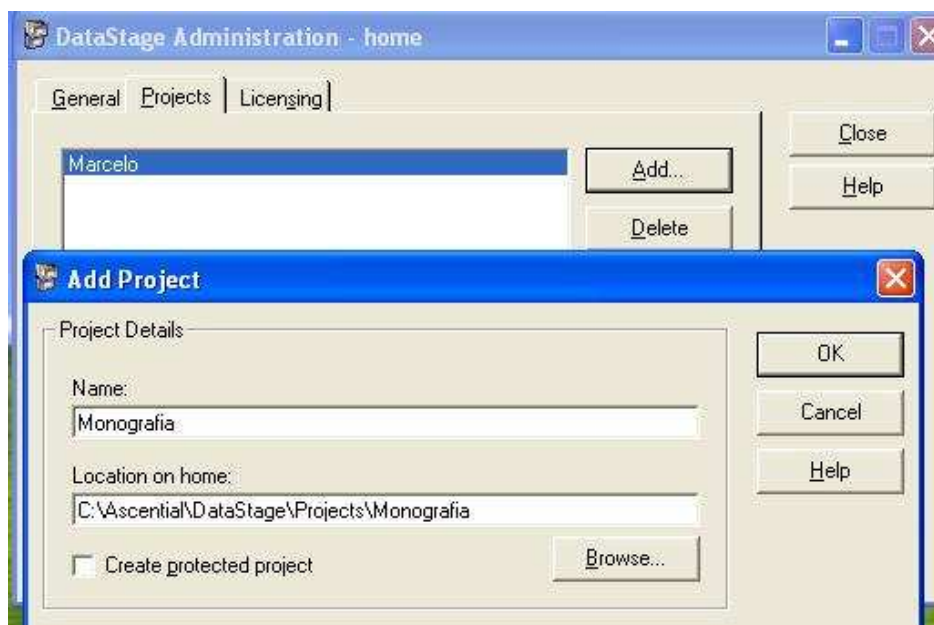 DataStage Administration - home
General Projects Licensing
Close
Marcelo
Add...
Help
Delete
Add Project
Project Details
OK
Name:
Monografia
Cancel
Location on home:
Help
C:\Ascential\DataStage\Projects\Monografia
Create protected project
Browse...